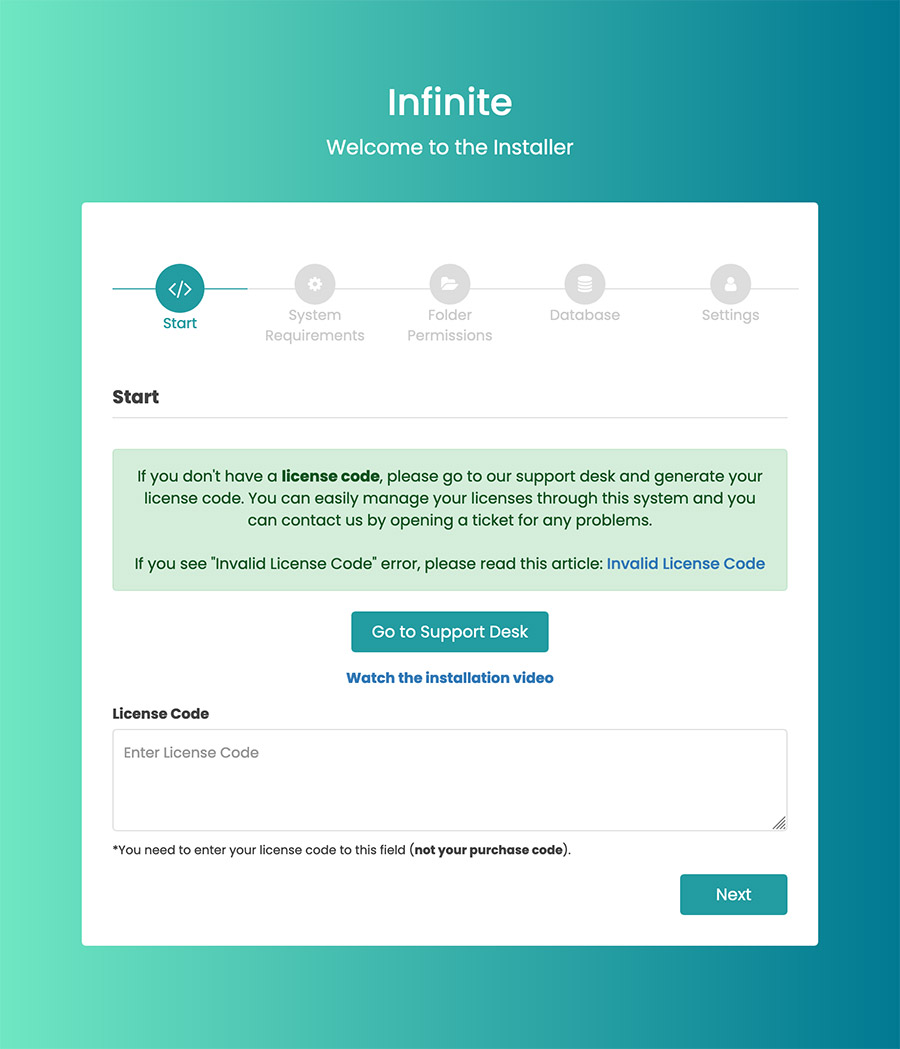 Infinite
Welcome to the Installer
Start
System
Requirements
Folder
Permissions
Database
Settings
Start
If you don't have a license code, please go to our support desk and generate your
license code. You can easily manage your licenses through this system and you
can contact us by opening a ticket for any problems.
If you see "Invalid License Code" error, please read this article: Invalid License Code
Go to Support Desk
Watch the installation video
License Code
Enter License Code
*You need to enter your license code to this field (not your purchase code).
Next